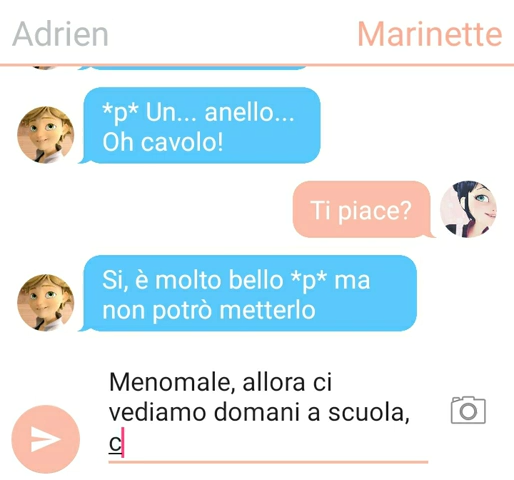 Adrien
Marinette
*p* Un... anello...
Oh cavolo!
Ti piace?
Si, è molto bello *p* ma
non potrò metterlo
Menomale, allora ci
vediamo domani a scuola,
c